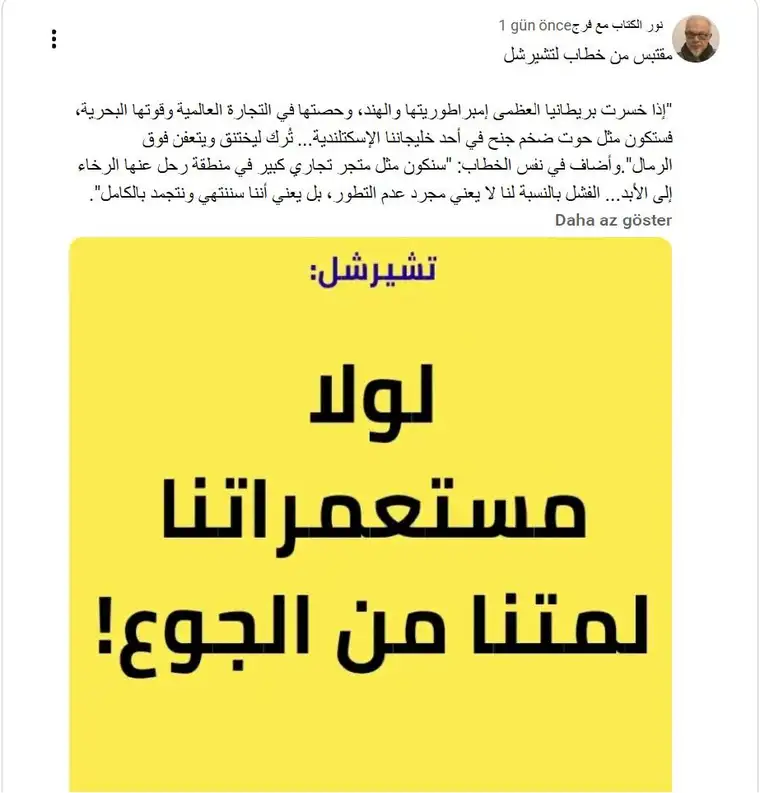 نور الكتاب مع فرج 1 gün önce
مقتبس من خطاب لتشيرشل
"إذا خسرت بريطانيا العظمى إمبراطوريتها والهند، وحصتها في التجارة العالمية وقوتها البحرية،
فستكون مثل حوت ضخم جنح في أحد خليجاننا الإسكتلندية... تُرك ليختنق ويتعفن فوق
الرمال".وأضاف في نفس الخطاب: "سنكون مثل متجر تجاري كبير في منطقة رحل عنها الرخاء
إلى الأبد... الفشل بالنسبة لنا لا يعني مجرد عدم التطور، بل يعني أننا سننتهي ونتجمد بالكامل".
Daha az göster
تشيرشل:
لولا
مستعمراتنا
لمتنا من الجوع!